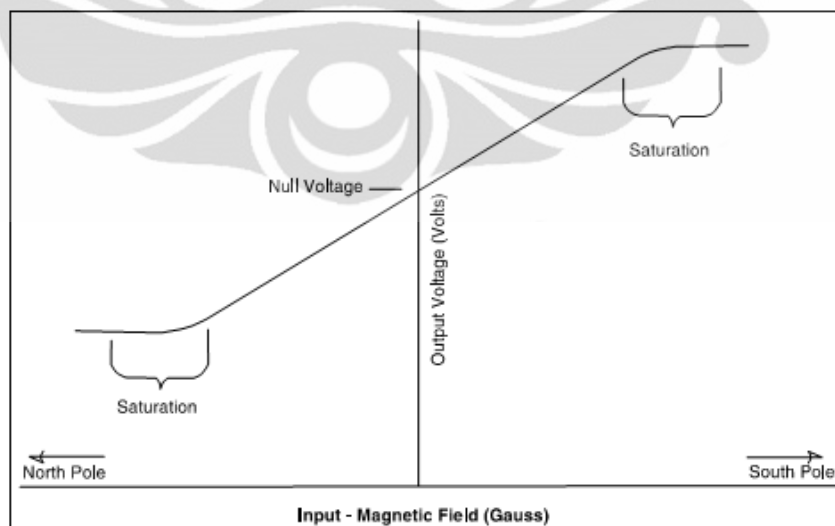 Saturation
Null Voltage
Output Voltage (Volts)
Saturation
North Pole
South Pole
Input - Magnetic Field (Gauss)